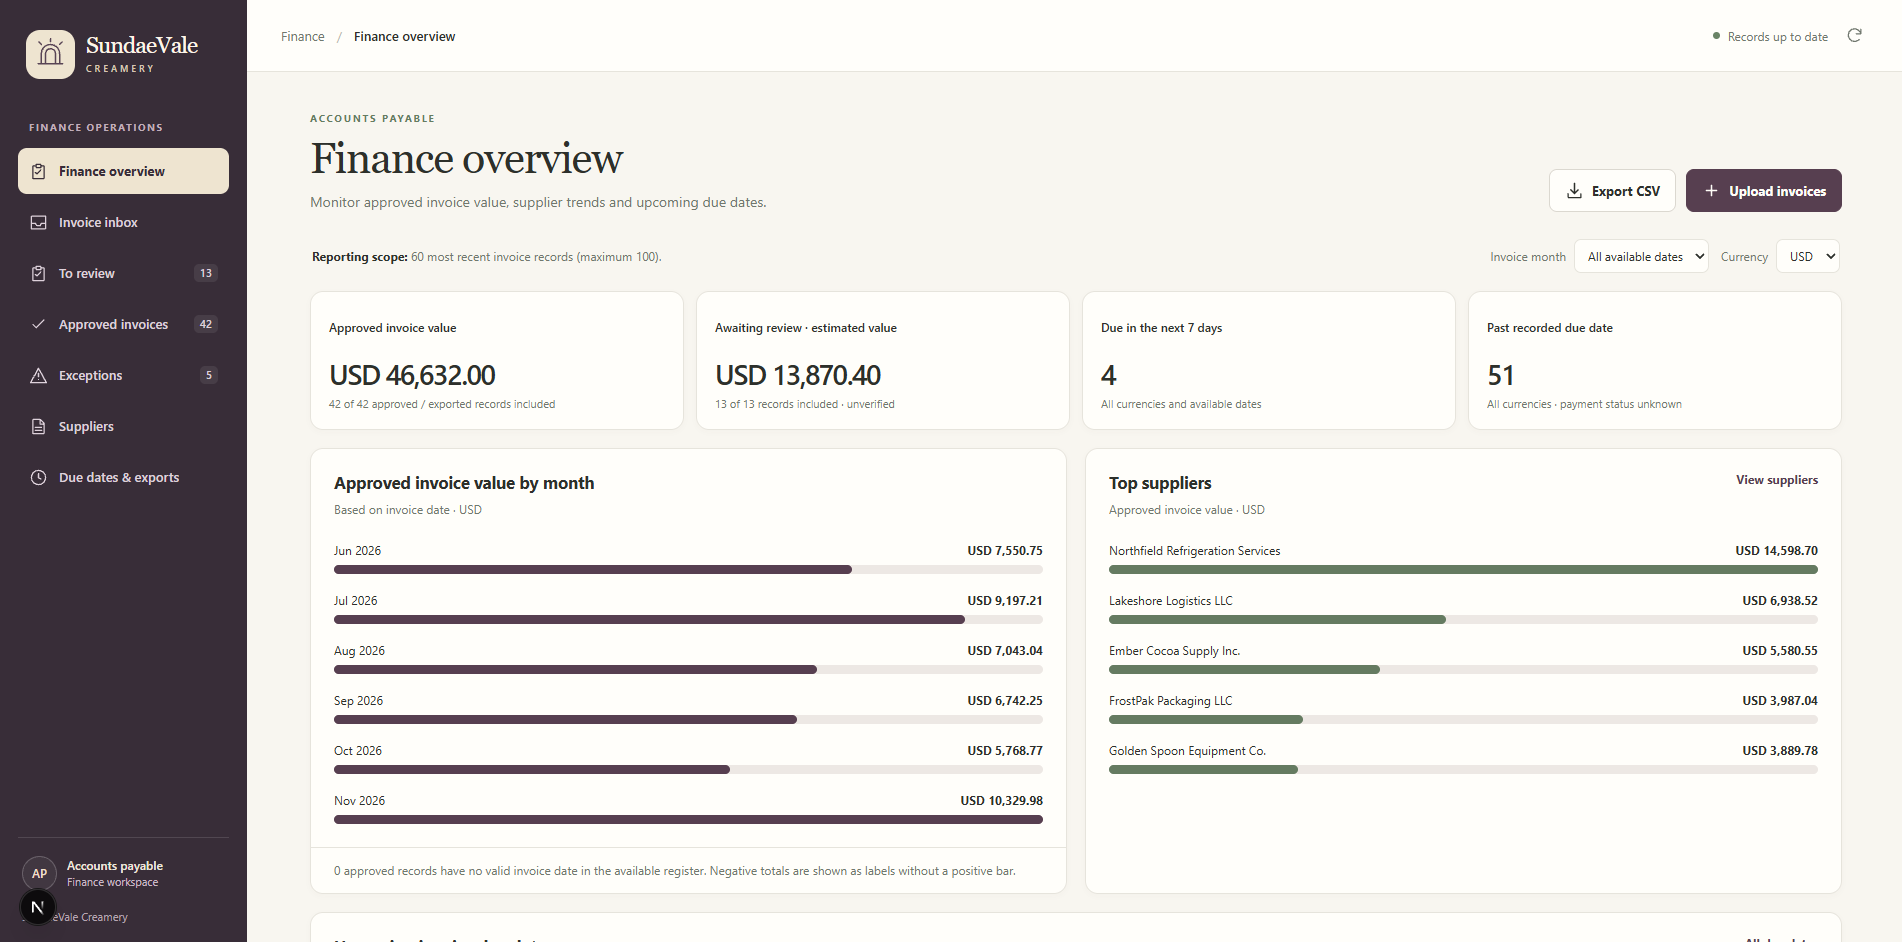 SundaeVale
CREAMERY
FINANCE OPERATIONS
Finance overview
Invoice inbox
To review 13
Approved invoices 42
Exceptions 5
Suppliers
Due dates & exports
AP
Accounts payable
Finance workspace
N
eVale Creamery
Finance / Finance overview
Records up to date
ACCOUNTS PAYABLE
Finance overview
Monitor approved invoice value, supplier trends and upcoming due dates.
Export CSV
+ Upload invoices
Reporting scope: 60 most recent invoice records (maximum 100).
Invoice month All available dates Currency USD
Approved invoice value
USD 46,632.00
42 of 42 approved / exported records included
Awaiting review · estimated value
USD 13,870.40
13 of 13 records included · unverified
Due in the next 7 days
4
All currencies and available dates
Past recorded due date
51
All currencies · payment status unknown
Approved invoice value by month
Based on invoice date · USD
Jun 2026 USD 7,550.75
Jul 2026 USD 9,197.21
Aug 2026 USD 7,043.04
Sep 2026 USD 6,742.25
Oct 2026 USD 5,768.77
Nov 2026 USD 10,329.98
0 approved records have no valid invoice date in the available register. Negative totals are shown as labels without a positive bar.
Top suppliers
View suppliers
Approved invoice value · USD
Northfield Refrigeration Services USD 14,598.70
Lakeshore Logistics LLC USD 6,938.52
Ember Cocoa Supply Inc. USD 5,580.55
FrostPak Packaging LLC USD 3,987.04
Golden Spoon Equipment Co. USD 3,889.78